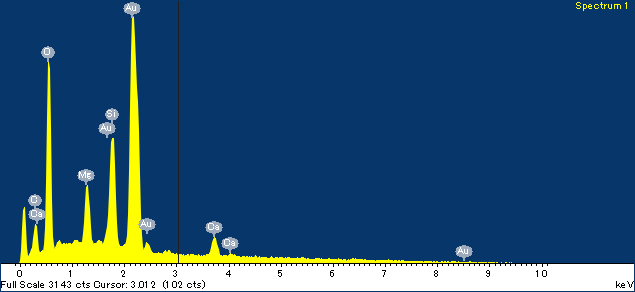 Spectrum 1
Au
O
Si
Au
Mg
C
Ca
Au
Ca
Ca
Au
0 1 2 3 4 5 6 7 8 9 10
Full Scale 3143 cts Cursor: 3.012 (102 cts) keV